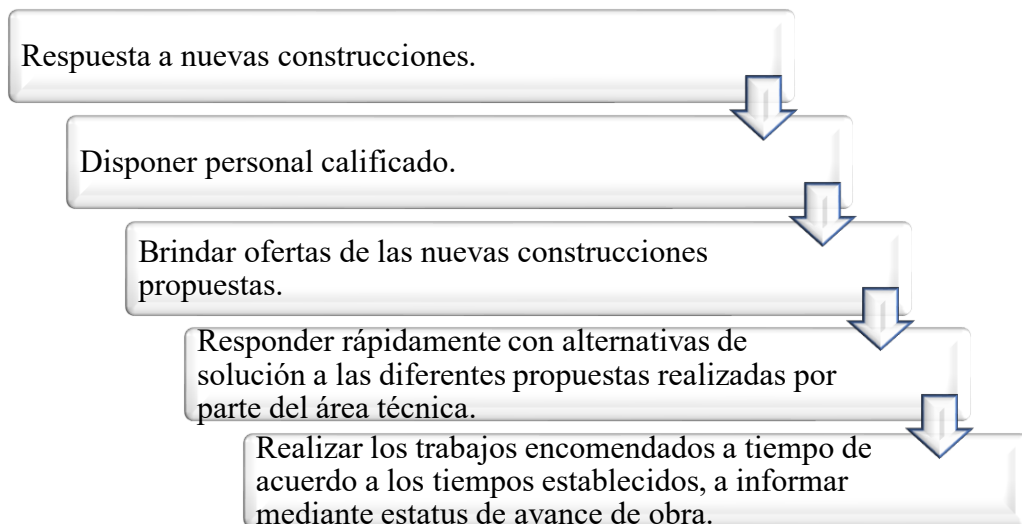 Respuesta a nuevas construcciones.
Disponer personal calificado.
Brindar ofertas de las nuevas construcciones
propuestas.
Responder rápidamente con alternativas de
solución a las diferentes propuestas realizadas por
parte del área técnica.
Realizar los trabajos encomendados a tiempo de
acuerdo a los tiempos establecidos, a informar
mediante estatus de avance de obra.